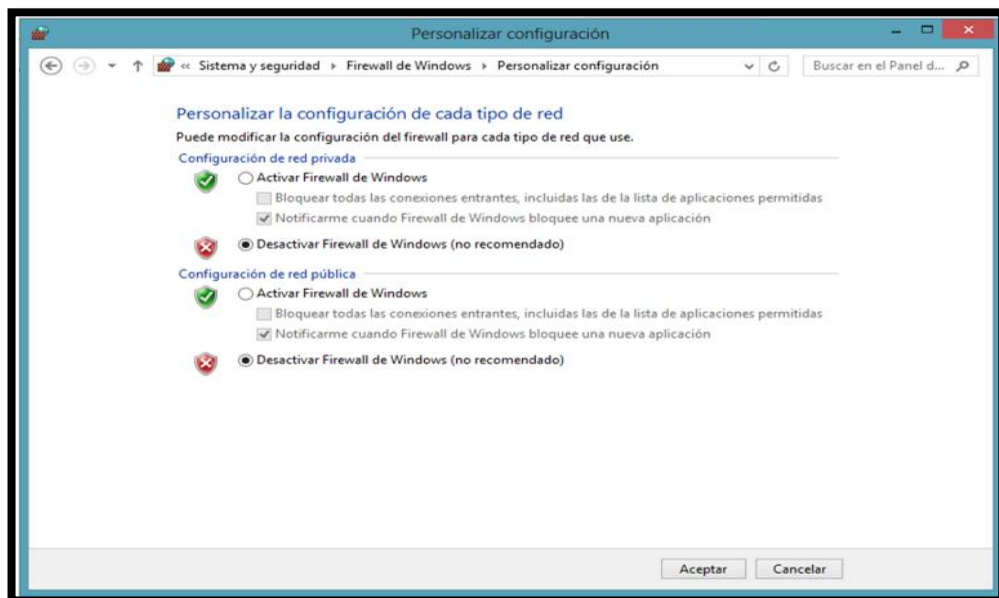 Personalizar configuración
« Sistema y seguridad ▸ Firewall de Windows ▸ Personalizar configuración
Buscar en el Panel d...
Personalizar la configuración de cada tipo de red
Puede modificar la configuración del firewall para cada tipo de red que use.
Configuración de red privada
Activar Firewall de Windows
Bloquear todas las conexiones entrantes, incluidas las de la lista de aplicaciones permitidas
Notificarme cuando Firewall de Windows bloquee una nueva aplicación
Desactivar Firewall de Windows (no recomendado)
Configuración de red pública
Activar Firewall de Windows
Bloquear todas las conexiones entrantes, incluidas las de la lista de aplicaciones permitidas
Notificarme cuando Firewall de Windows bloquee una nueva aplicación
Desactivar Firewall de Windows (no recomendado)
Aceptar
Cancelar